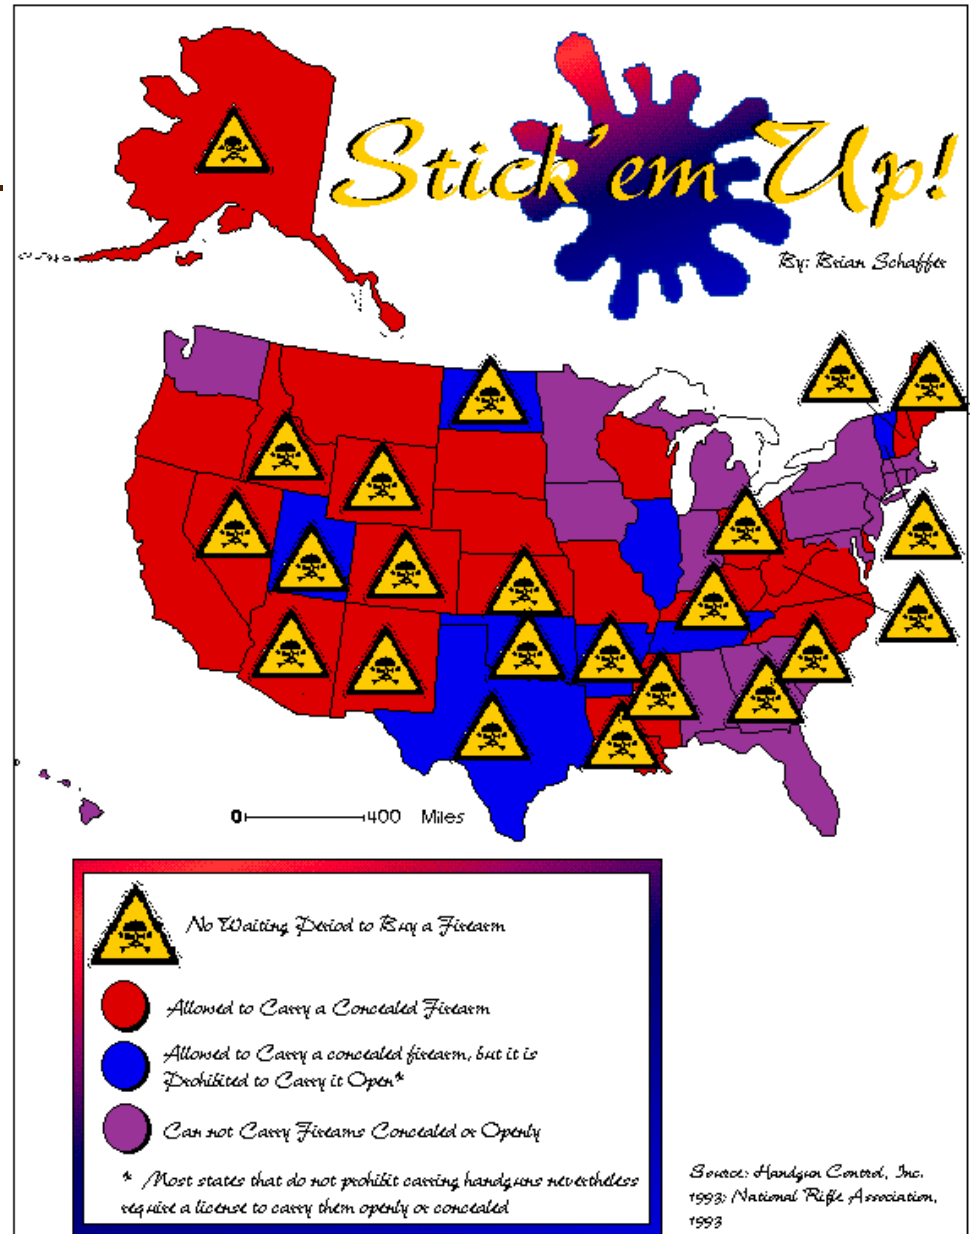 Stick'em Up!
By: Brian Schaffer
0 400 Miles
No Waiting Period to Buy a Firearm
Allowed to Carry a Concealed Firearm
Allowed to Carry a concealed firearm, but it is
Prohibited to Carry it Open*
Can not Carry Fireams Concealed or Openly
* Most states that do not prohibit carring handguns nevertheless
require a license to carry them openly or concealed
Source: Handgun Control, Inc.
1993; National Rifle Association,
1993